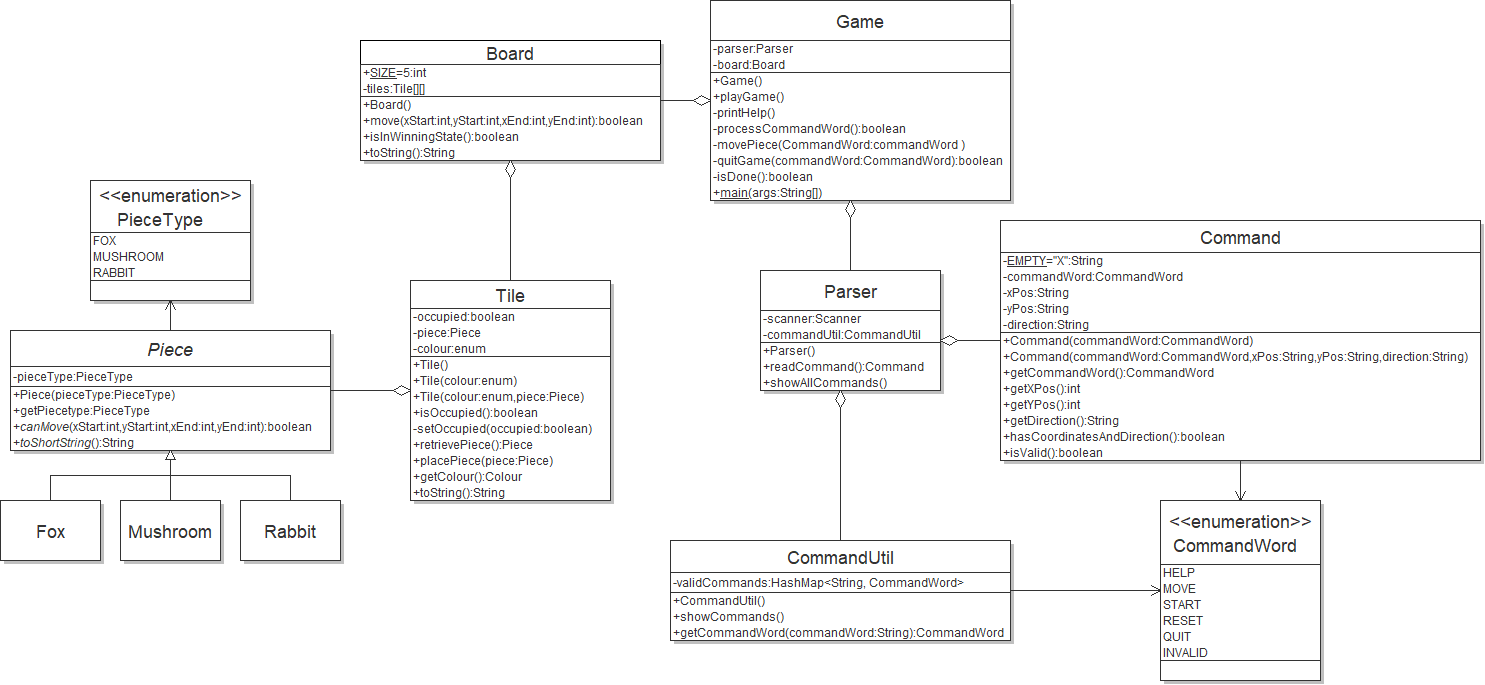 Game
-parser:Parser
-board:Board
+Game()
+playGame()
-printHelp()
-processCommandWord():boolean
-movePiece(CommandWord:commandWord )
-quitGame(commandWord:CommandWord):boolean
-isDone():boolean
+main(args:String[])
Board
+SIZE=5:int
-tiles:Tile[][]
+Board()
+move(xStart:int,yStart:int,xEnd:int,yEnd:int):boolean
+isInWinningState():boolean
+toString():String
<<enumeration>>
PieceType
FOX
MUSHROOM
RABBIT
Command
-EMPTY="X":String
-commandWord:CommandWord
-xPos:String
-yPos:String
-direction:String
+Command(commandWord:CommandWord)
+Command(commandWord:CommandWord,xPos:String,yPos:String,direction:String)
+getCommandWord():CommandWord
+getXPos():int
+getYPos():int
+getDirection():String
+hasCoordinatesAndDirection():boolean
+isValid():boolean
Parser
-scanner:Scanner
-commandUtil:CommandUtil
+Parser()
+readCommand():Command
+showAllCommands()
Tile
-occupied:boolean
-piece:Piece
-colour:enum
+Tile()
+Tile(colour:enum)
+Tile(colour:enum,piece:Piece)
+isOccupied():boolean
-setOccupied(occupied:boolean)
+retrievePiece():Piece
+placePiece(piece:Piece)
+getColour():Colour
+toString():String
Piece
-pieceType:PieceType
+Piece(pieceType:PieceType)
+getPiecetype:PieceType
+canMove(xStart:int,yStart:int,xEnd:int,yEnd:int):boolean
+toShortString():String
Fox
Mushroom
Rabbit
CommandUtil
-validCommands:HashMap<String, CommandWord>
+CommandUtil()
+showCommands()
+getCommandWord(commandWord:String):CommandWord
<<enumeration>>
CommandWord
HELP
MOVE
START
RESET
QUIT
INVALID